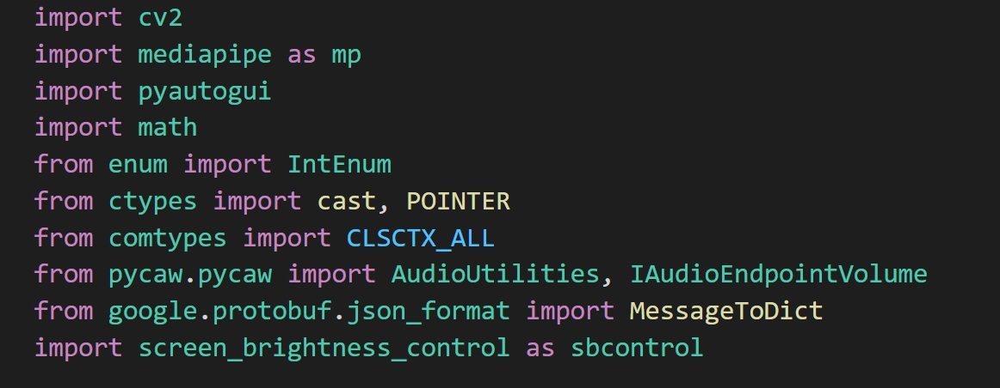 import cv2
import mediapipe as mp
import pyautogui
import math
from enum import IntEnum
from ctypes import cast, POINTER
from comtypes import CLSCTX_ALL
from pycaw.pycaw import AudioUtilities, IAudioEndpointVolume
from google.protobuf.json_format import MessageToDict
import screen_brightness_control as sbcontrol